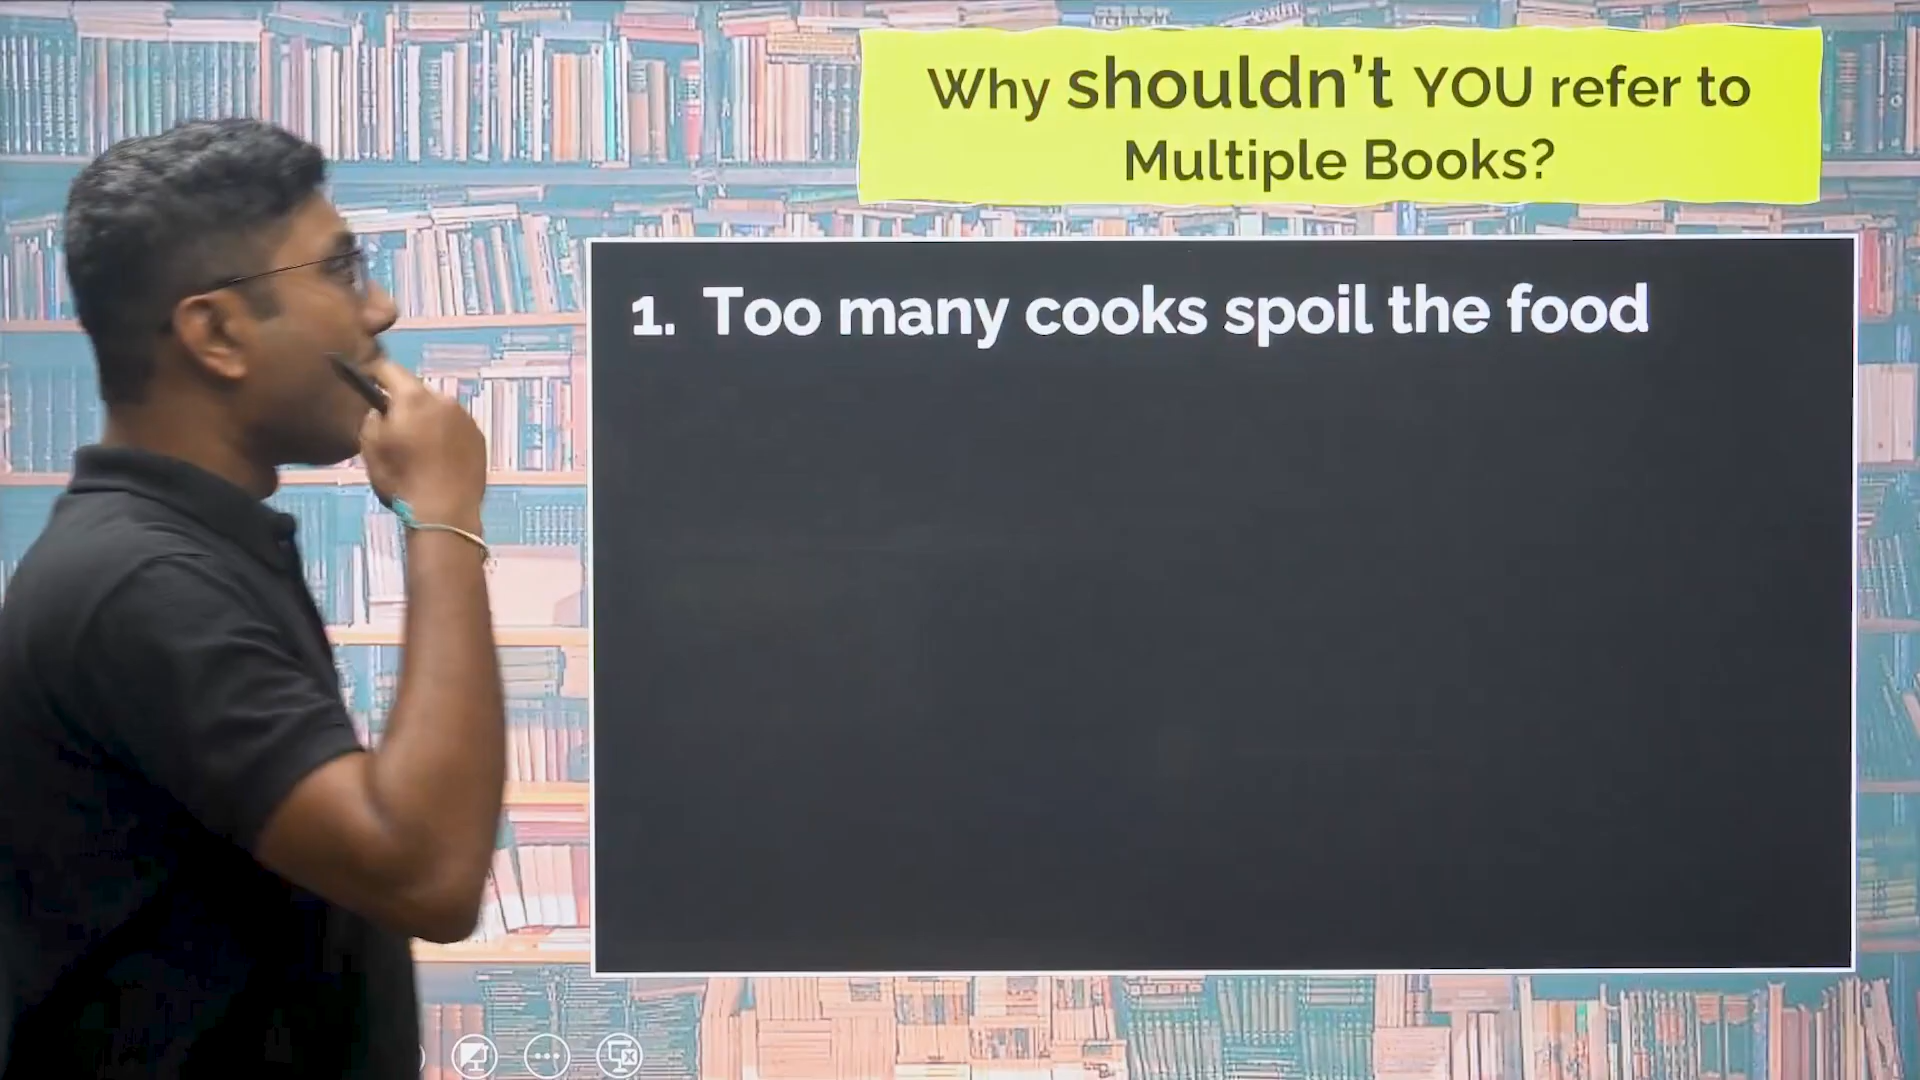 Why shouldn't YOU refer to
Multiple Books?
1. Too many cooks spoil the food